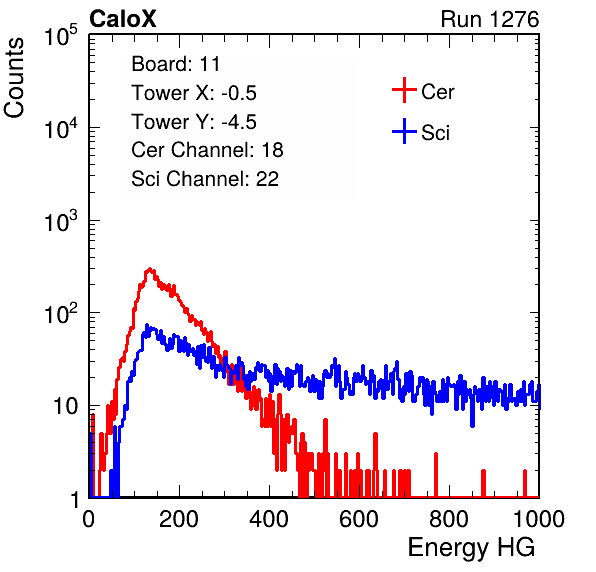 CaloX Run 1276
Counts
10^5
10^4
10^3
10^2
10
1
Board: 11
Tower X: -0.5
Tower Y: -4.5
Cer Channel: 18
Sci Channel: 22
Cer
Sci
0 200 400 600 800 1000
Energy HG